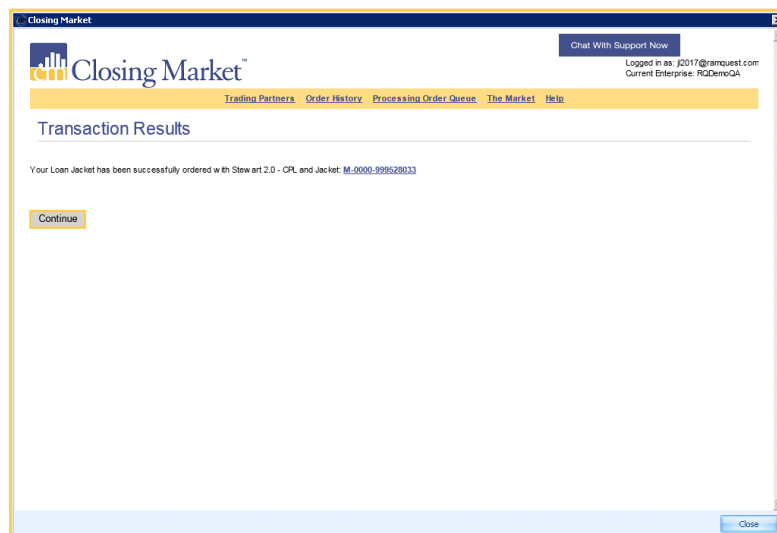 Closing Market
Chat With Support Now
cm Closing Market™
Logged in as: jl2017@ramquest.com
Current Enterprise: RQDemoQA
Trading Partners Order History Processing Order Queue The Market Help
Transaction Results
Your Loan Jacket has been successfully ordered with Stewart 2.0 - CPL and Jacket: M-0000-999528033
Continue
Close